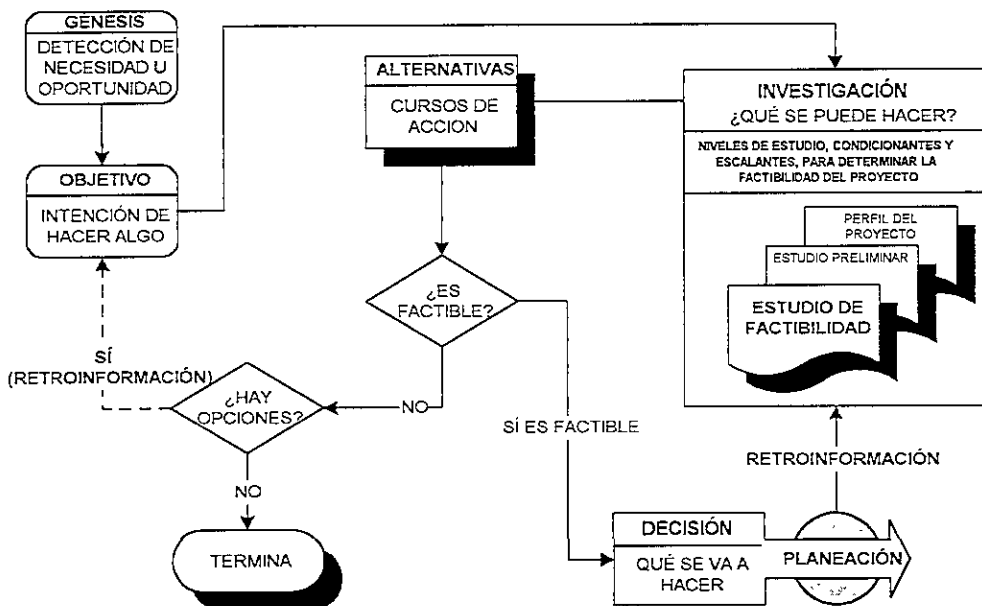 GÉNESIS
DETECCIÓN DE
NECESIDAD U
OPORTUNIDAD
OBJETIVO
INTENCIÓN DE
HACER ALGO
ALTERNATIVAS
CURSOS DE
ACCION
INVESTIGACIÓN
¿QUÉ SE PUEDE HACER?
NIVELES DE ESTUDIO, CONDICIONANTES Y
ESCALANTES, PARA DETERMINAR LA
FACTIBILIDAD DEL PROYECTO
PERFIL DEL
PROYECTO
ESTUDIO PRELIMINAR
ESTUDIO DE
FACTIBILIDAD
¿ES
FACTIBLE?
SÍ
(RETROINFORMACIÓN)
¿HAY
OPCIONES?
NO
SÍ ES FACTIBLE
RETROINFORMACIÓN
NO
TERMINA
DECISIÓN
QUÉ SE VA A
HACER
PLANEACIÓN